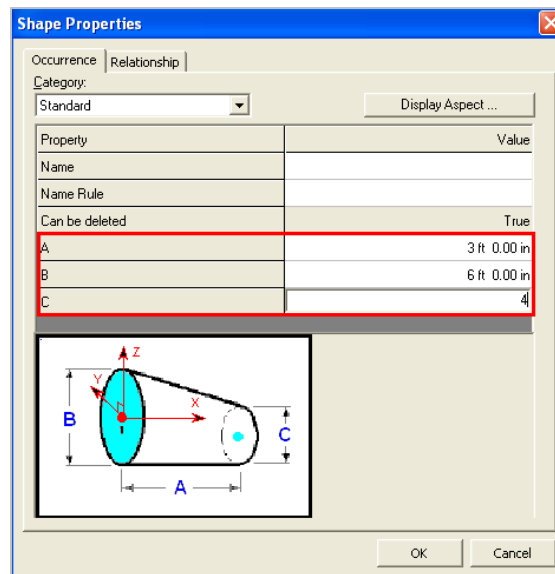 Shape Properties
Occurrence Relationship
Category:
Standard Display Aspect ...
Property Value
Name
Name Rule
Can be deleted True
A 3 ft 0.00 in
B 6 ft 0.00 in
C 4
Z
Y X
B C
A
OK Cancel